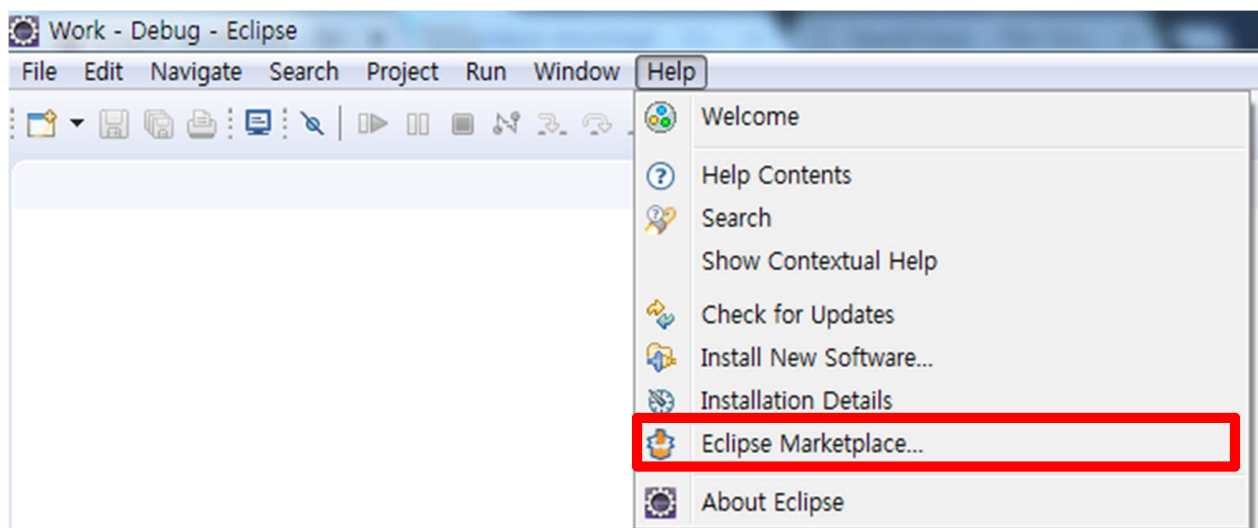 Work - Debug - Eclipse
File Edit Navigate Search Project Run Window Help
Welcome
Help Contents
Search
Show Contextual Help
Check for Updates
Install New Software...
Installation Details
Eclipse Marketplace...
About Eclipse